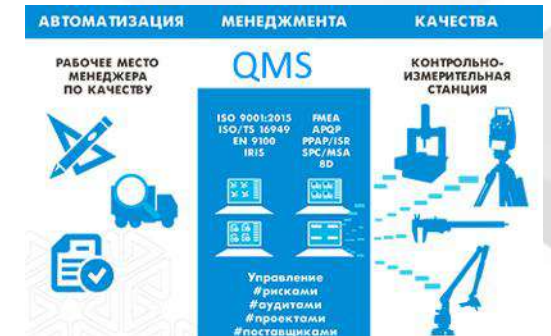 АВТОМАТИЗАЦИЯ МЕНЕДЖМЕНТА КАЧЕСТВА
РАБОЧЕЕ МЕСТО
МЕНЕДЖЕРА
ПО КАЧЕСТВУ
QMS
ISO 9001:2015
ISO/TS 16949
EN 9100
IRIS
FMEA
APQP
PPAP/ISR
SPC/MSA
8D
Управление
#рисками
#аудитами
#проектами
#поставщиками
КОНТРОЛЬНО-
ИЗМЕРИТЕЛЬНАЯ
СТАНЦИЯ